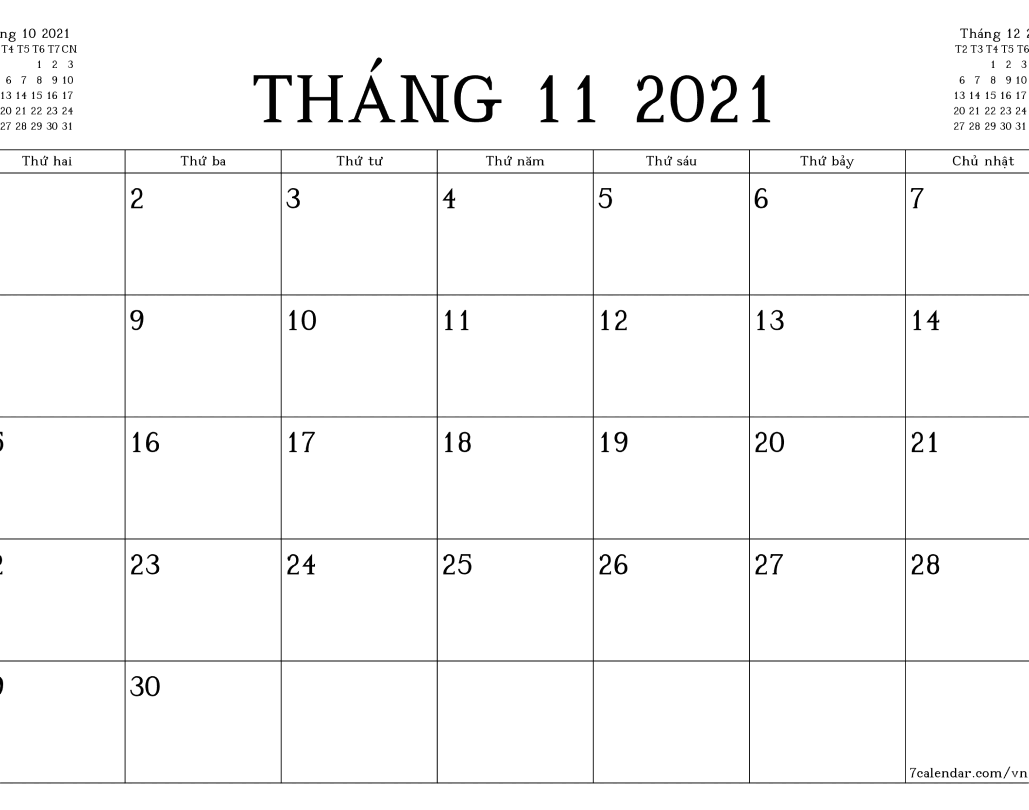 ng 10 2021
T4 T5 T6 T7 CN
1 2 3
6 7 8 9 10
13 14 15 16 17
20 21 22 23 24
27 28 29 30 31
THÁNG 11 2021
Tháng 12 2
T2 T3 T4 T5 T6
1 2 3
6 7 8 9 10
13 14 15 16 17
20 21 22 23 24
27 28 29 30 31
Thứ hai Thứ ba Thứ tư Thứ năm Thứ sáu Thứ bảy Chủ nhật
2 3 4 5 6 7
9 10 11 12 13 14
16 17 18 19 20 21
23 24 25 26 27 28
30
7calendar.com/vn